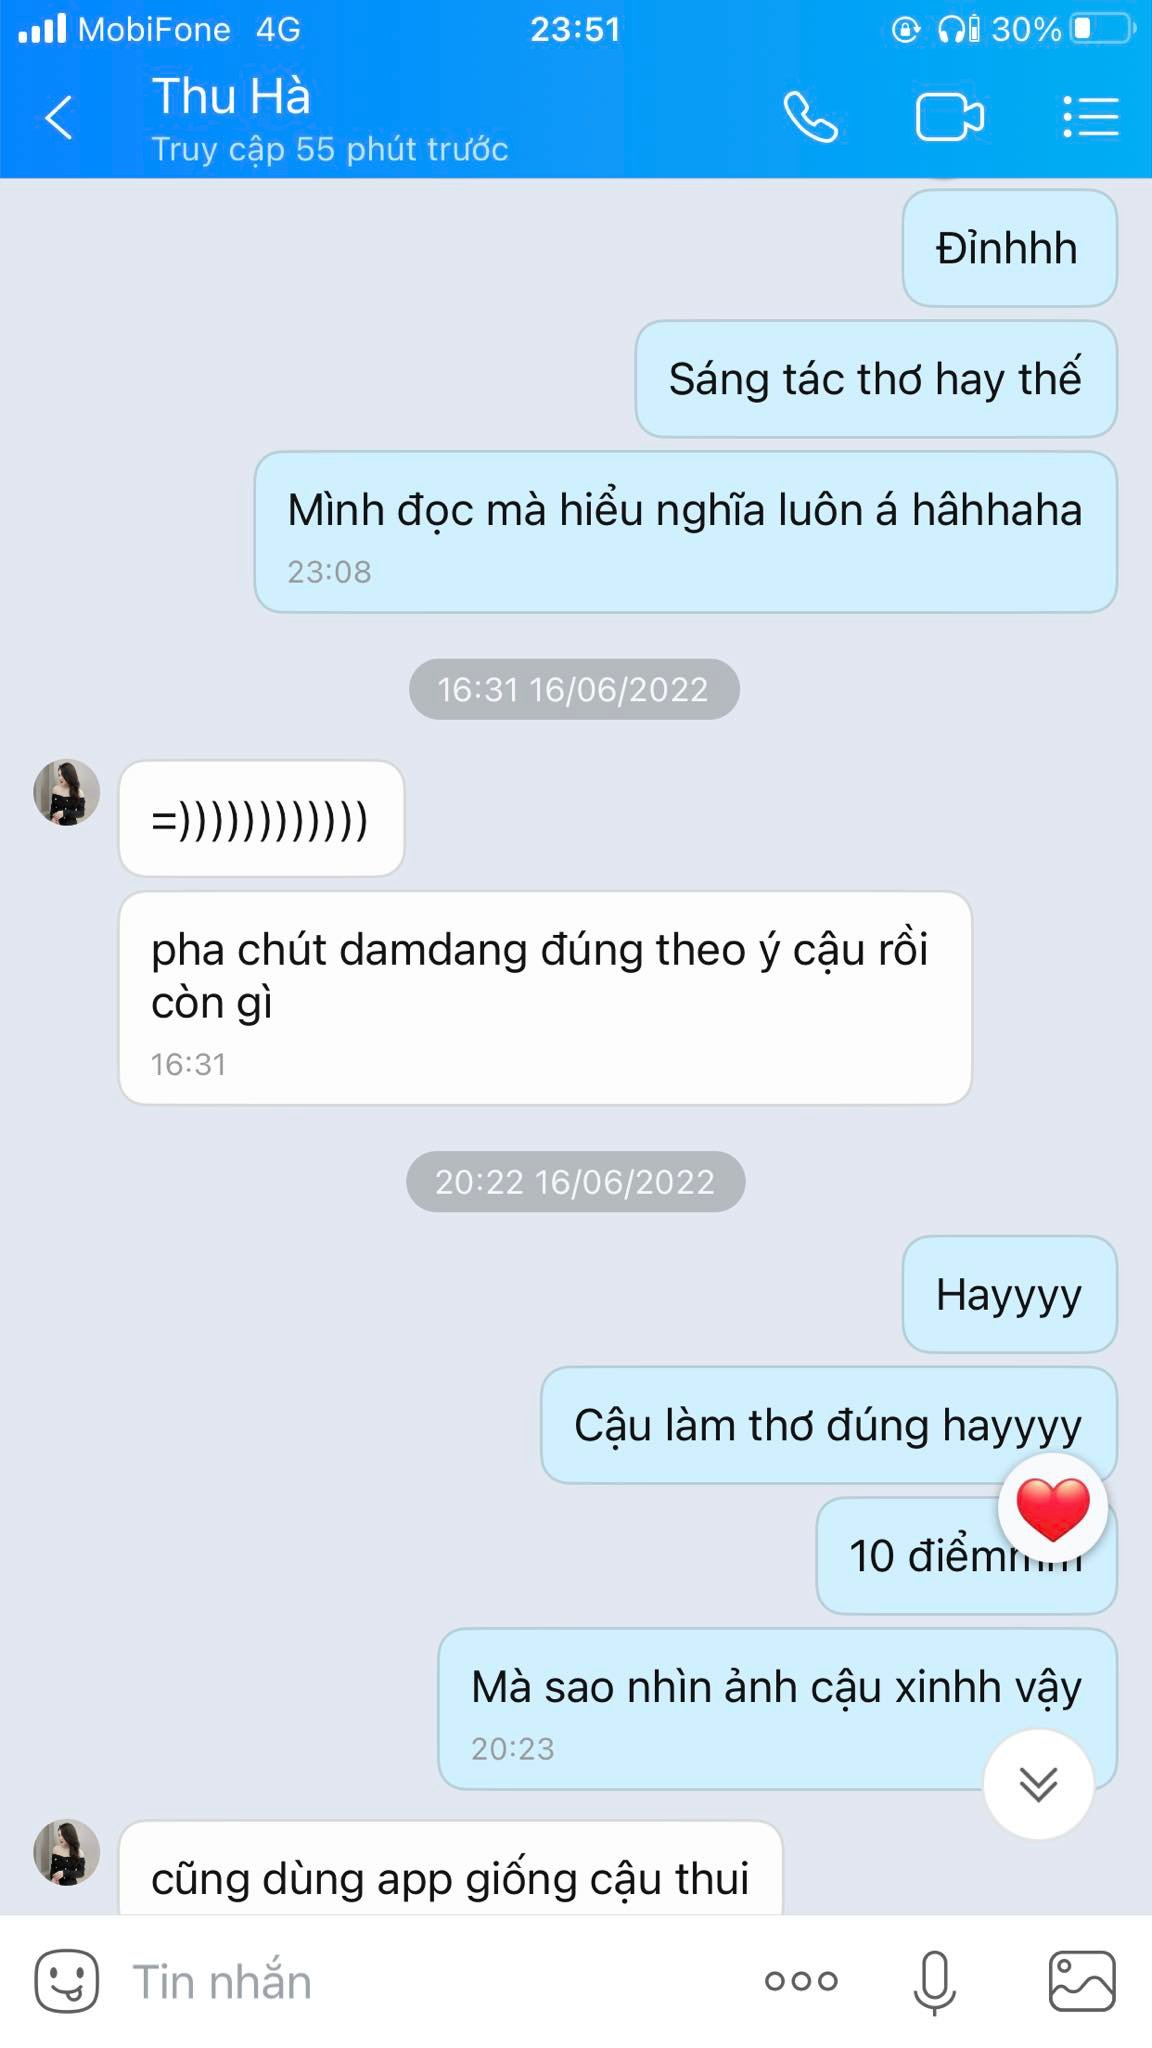 MobiFone 4G 23:51 30%
Thu Hà
Truy cập 55 phút trước
Đỉnhhh
Sáng tác thơ hay thế
Mình đọc mà hiểu nghĩa luôn á hâhhaha
23:08
16:31 16/06/2022
=))))))))))))
pha chút damdang đúng theo ý cậu rồi
còn gì
16:31
20:22 16/06/2022
Hayyyy
Cậu làm thơ đúng hayyyy
10 điểmmm
Mà sao nhìn ảnh cậu xinhh vậy
20:23
cũng dùng app giống cậu thui
Tin nhắn